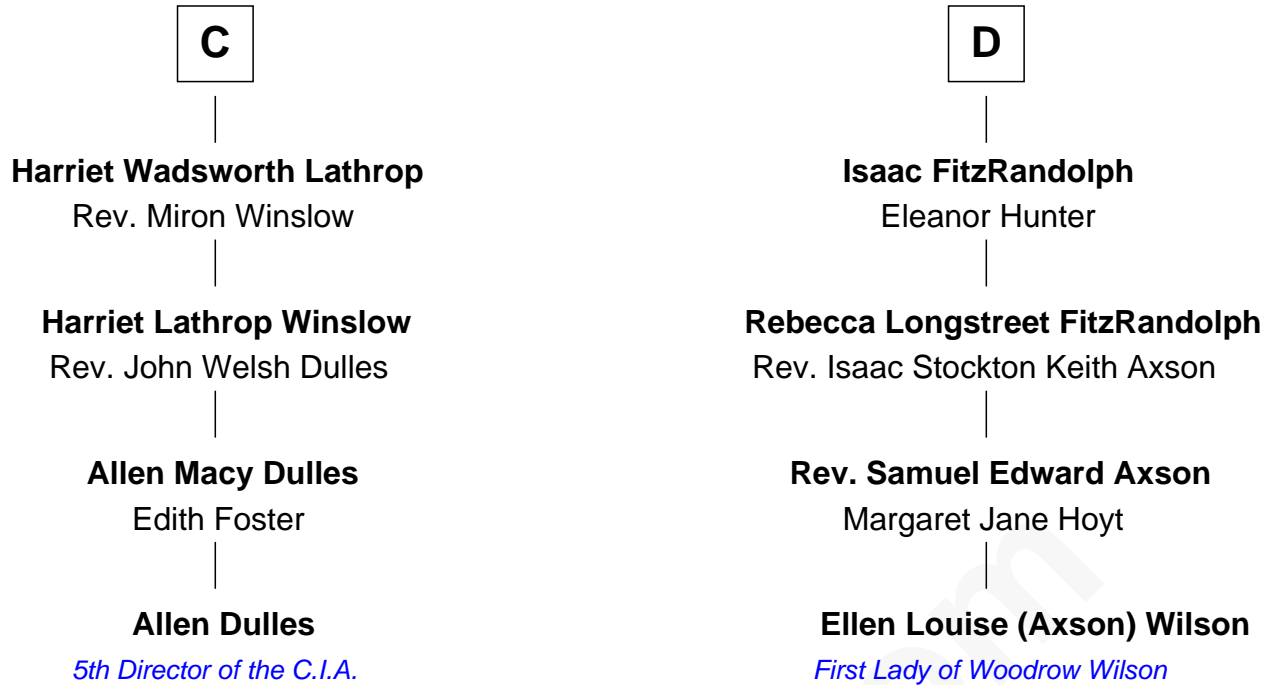 C
Harriet Wadsworth Lathrop
Rev. Miron Winslow
Harriet Lathrop Winslow
Rev. John Welsh Dulles
Allen Macy Dulles
Edith Foster
Allen Dulles
5th Director of the C.I.A.
D
Isaac FitzRandolph
Eleanor Hunter
Rebecca Longstreet FitzRandolph
Rev. Isaac Stockton Keith Axson
Rev. Samuel Edward Axson
Margaret Jane Hoyt
Ellen Louise (Axson) Wilson
First Lady of Woodrow Wilson